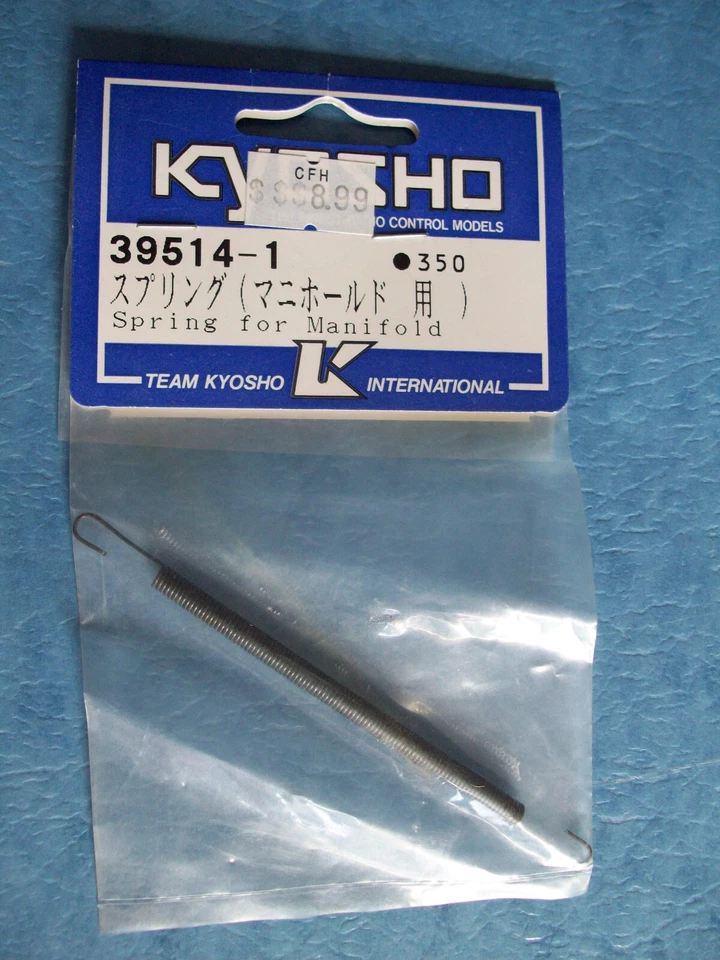 KYOSHO
CFH
$ $$8.99
O CONTROL MODELS
39514-1 ●350
スプリング(マニホールド 用 )
Spring for Manifold
TEAM KYOSHO K INTERNATIONAL